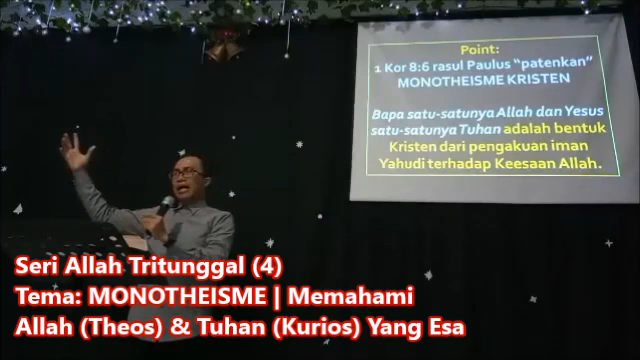 Point:
1 Kor 8:6 rasul Paulus “patenkan”
MONOTHEISME KRISTEN
Bapa satu-satunya Allah dan Yesus
satu-satunya Tuhan adalah bentuk
Kristen dari pengakuan iman
Yahudi terhadap Keesaan Allah.
Seri Allah Tritunggal (4)
Tema: MONOTHEISME | Memahami
Allah (Theos) & Tuhan (Kurios) Yang Esa